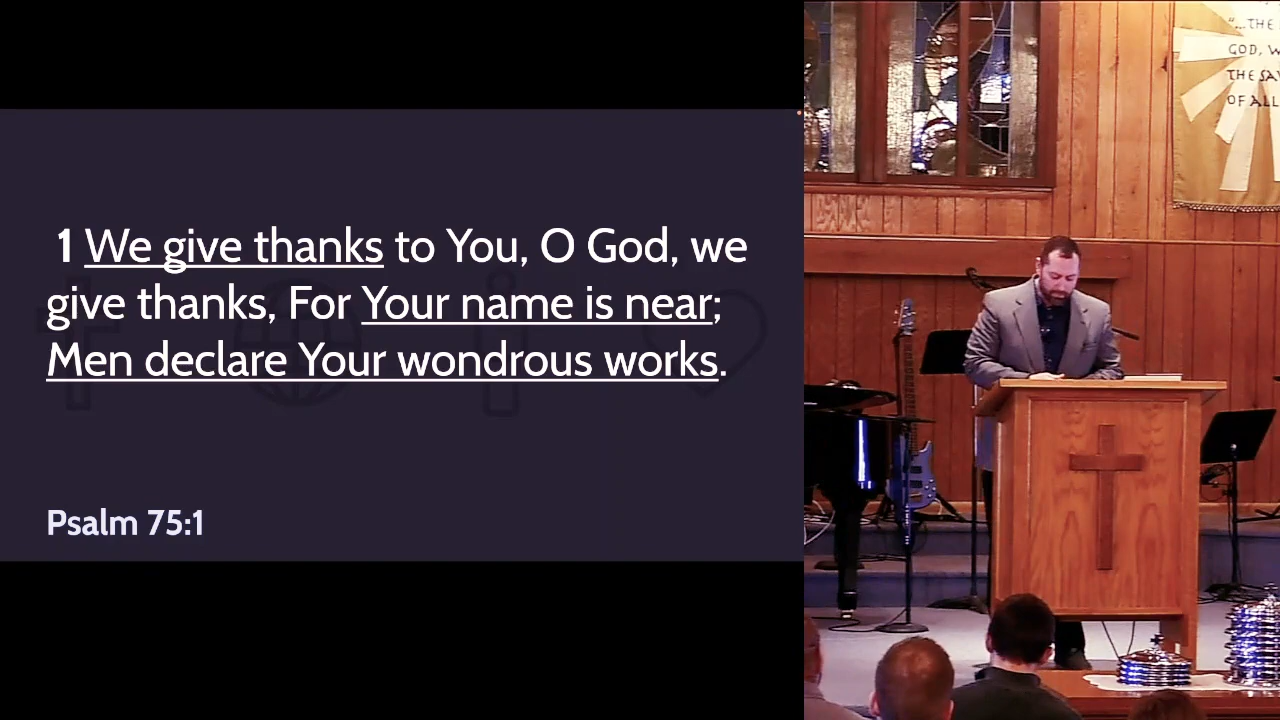 1 We give thanks to You, O God, we
give thanks, For Your name is near;
Men declare Your wondrous works.
Psalm 75:1
"...THE
GOD, W
THE SA
OF ALL